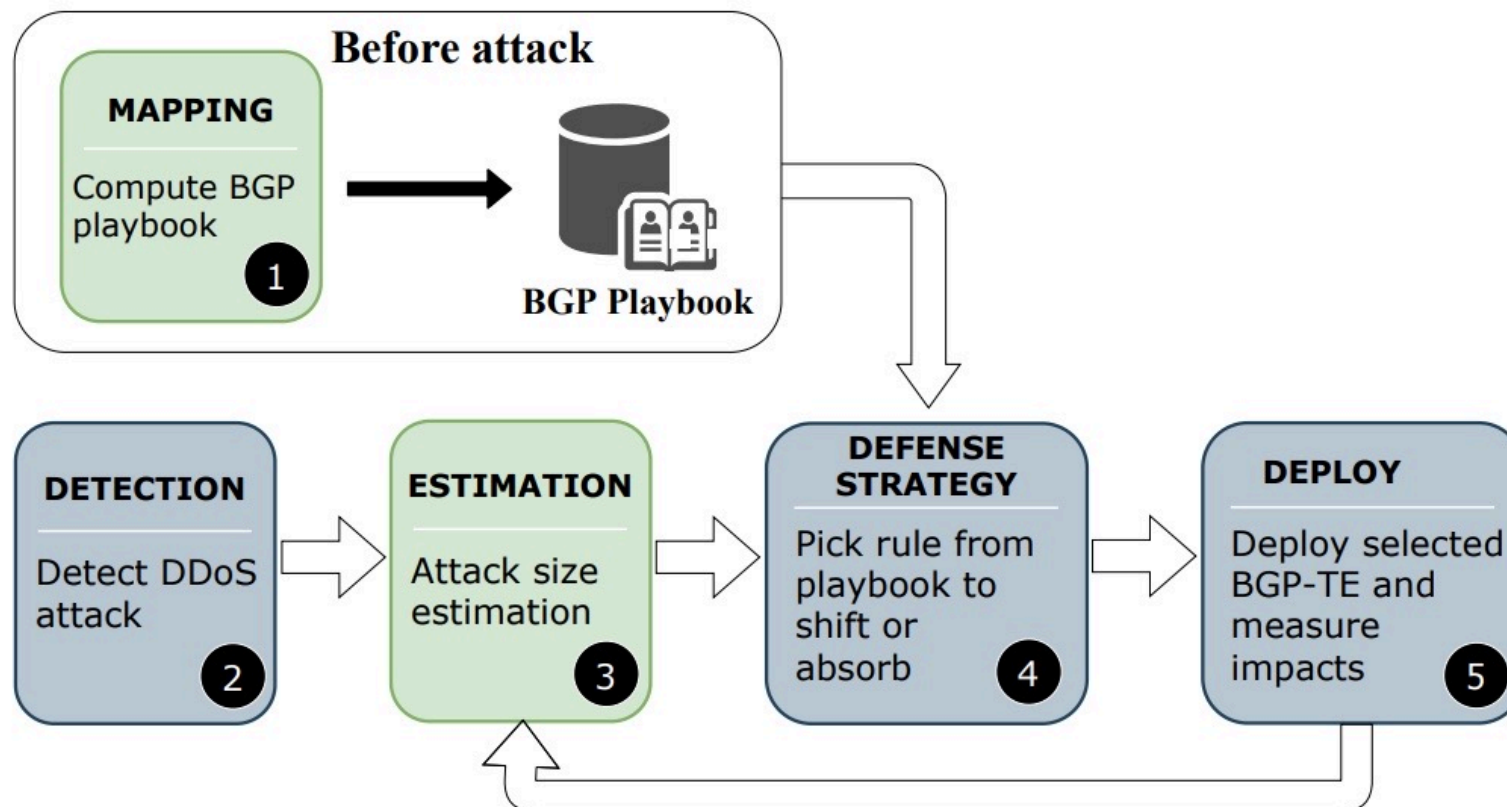 Before attack
MAPPING
Compute BGP
playbook
1
BGP Playbook
DETECTION
Detect DDoS
attack
2
ESTIMATION
Attack size
estimation
3
DEFENSE
STRATEGY
Pick rule from
playbook to
shift or
absorb
4
DEPLOY
Deploy selected
BGP-TE and
measure
impacts
5